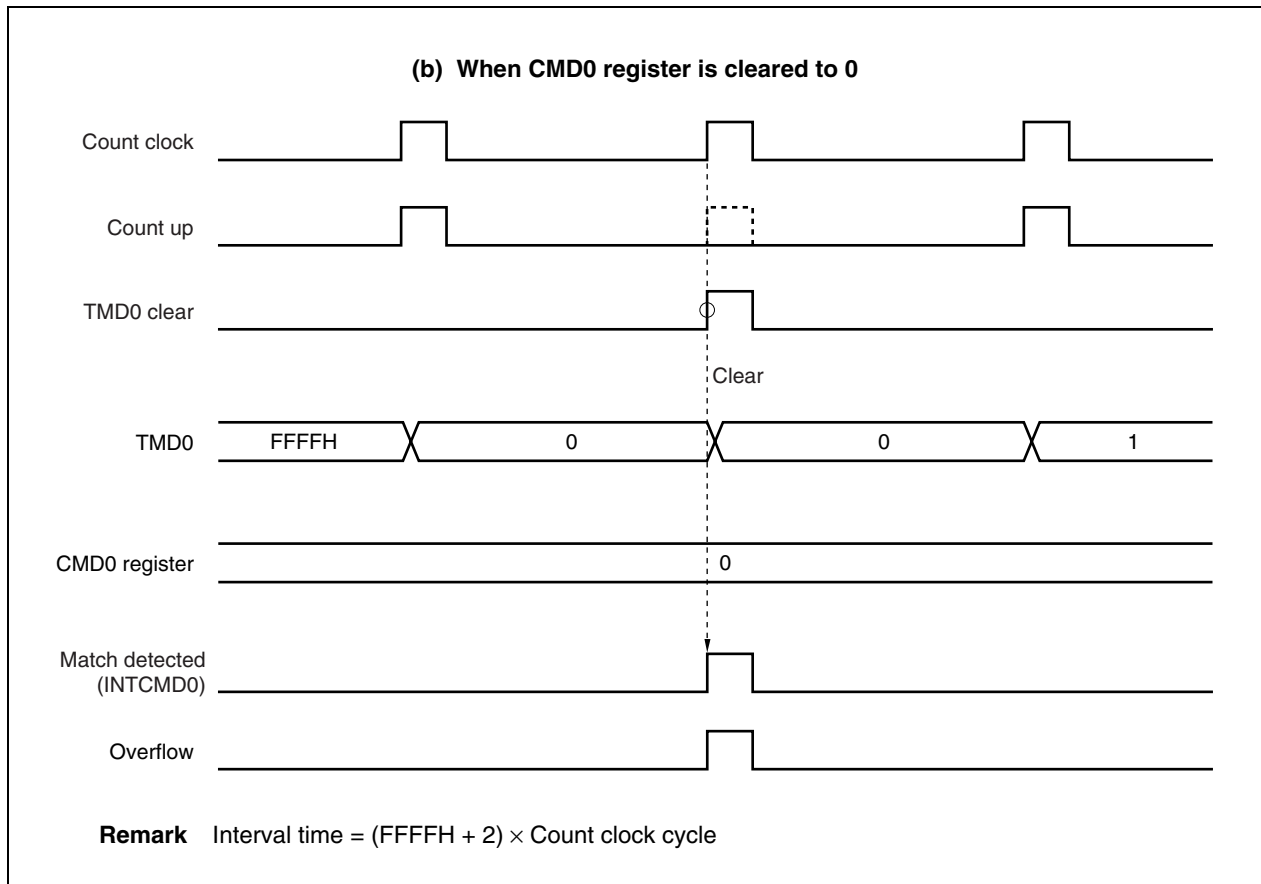 (b) When CMD0 register is cleared to 0
Count clock
Count up
TMD0 clear
Clear
TMD0
FFFFH
0
0
1
CMD0 register
0
Match detected
(INTCMD0)
Overflow
Remark Interval time = (FFFFH + 2) × Count clock cycle